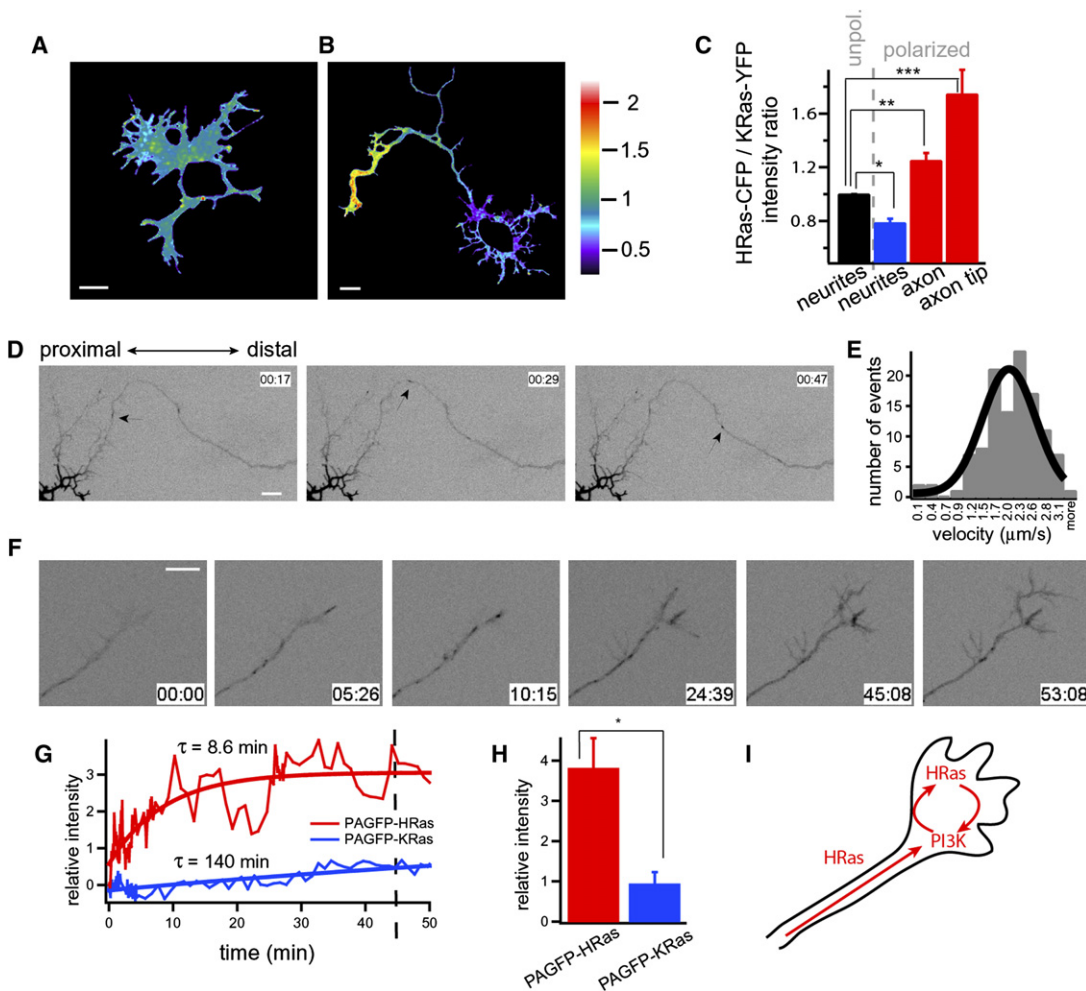 A
B
2
1.5
1
0.5
C
unpol.
polarized
HRas-CFP / KRas-YFP
intensity ratio
1.6
1.2
0.8
***
**
*
neurites
neurites
axon
axon tip
D
proximal
distal
00:17
00:29
00:47
E
number of events
20
15
10
5
0
0.1
0.4
0.7
0.9
1.2
1.5
1.7
2.0
2.3
2.6
2.8
3.1
more
velocity (μm/s)
F
00:00
05:26
10:15
24:39
45:08
53:08
G
relative intensity
3
2
1
0
τ = 8.6 min
PAGFP-HRas
PAGFP-KRas
τ = 140 min
0
10
20
30
40
50
time (min)
H
relative intensity
4
3
2
1
0
*
PAGFP-HRas
PAGFP-KRas
I
HRas
PI3K
HRas